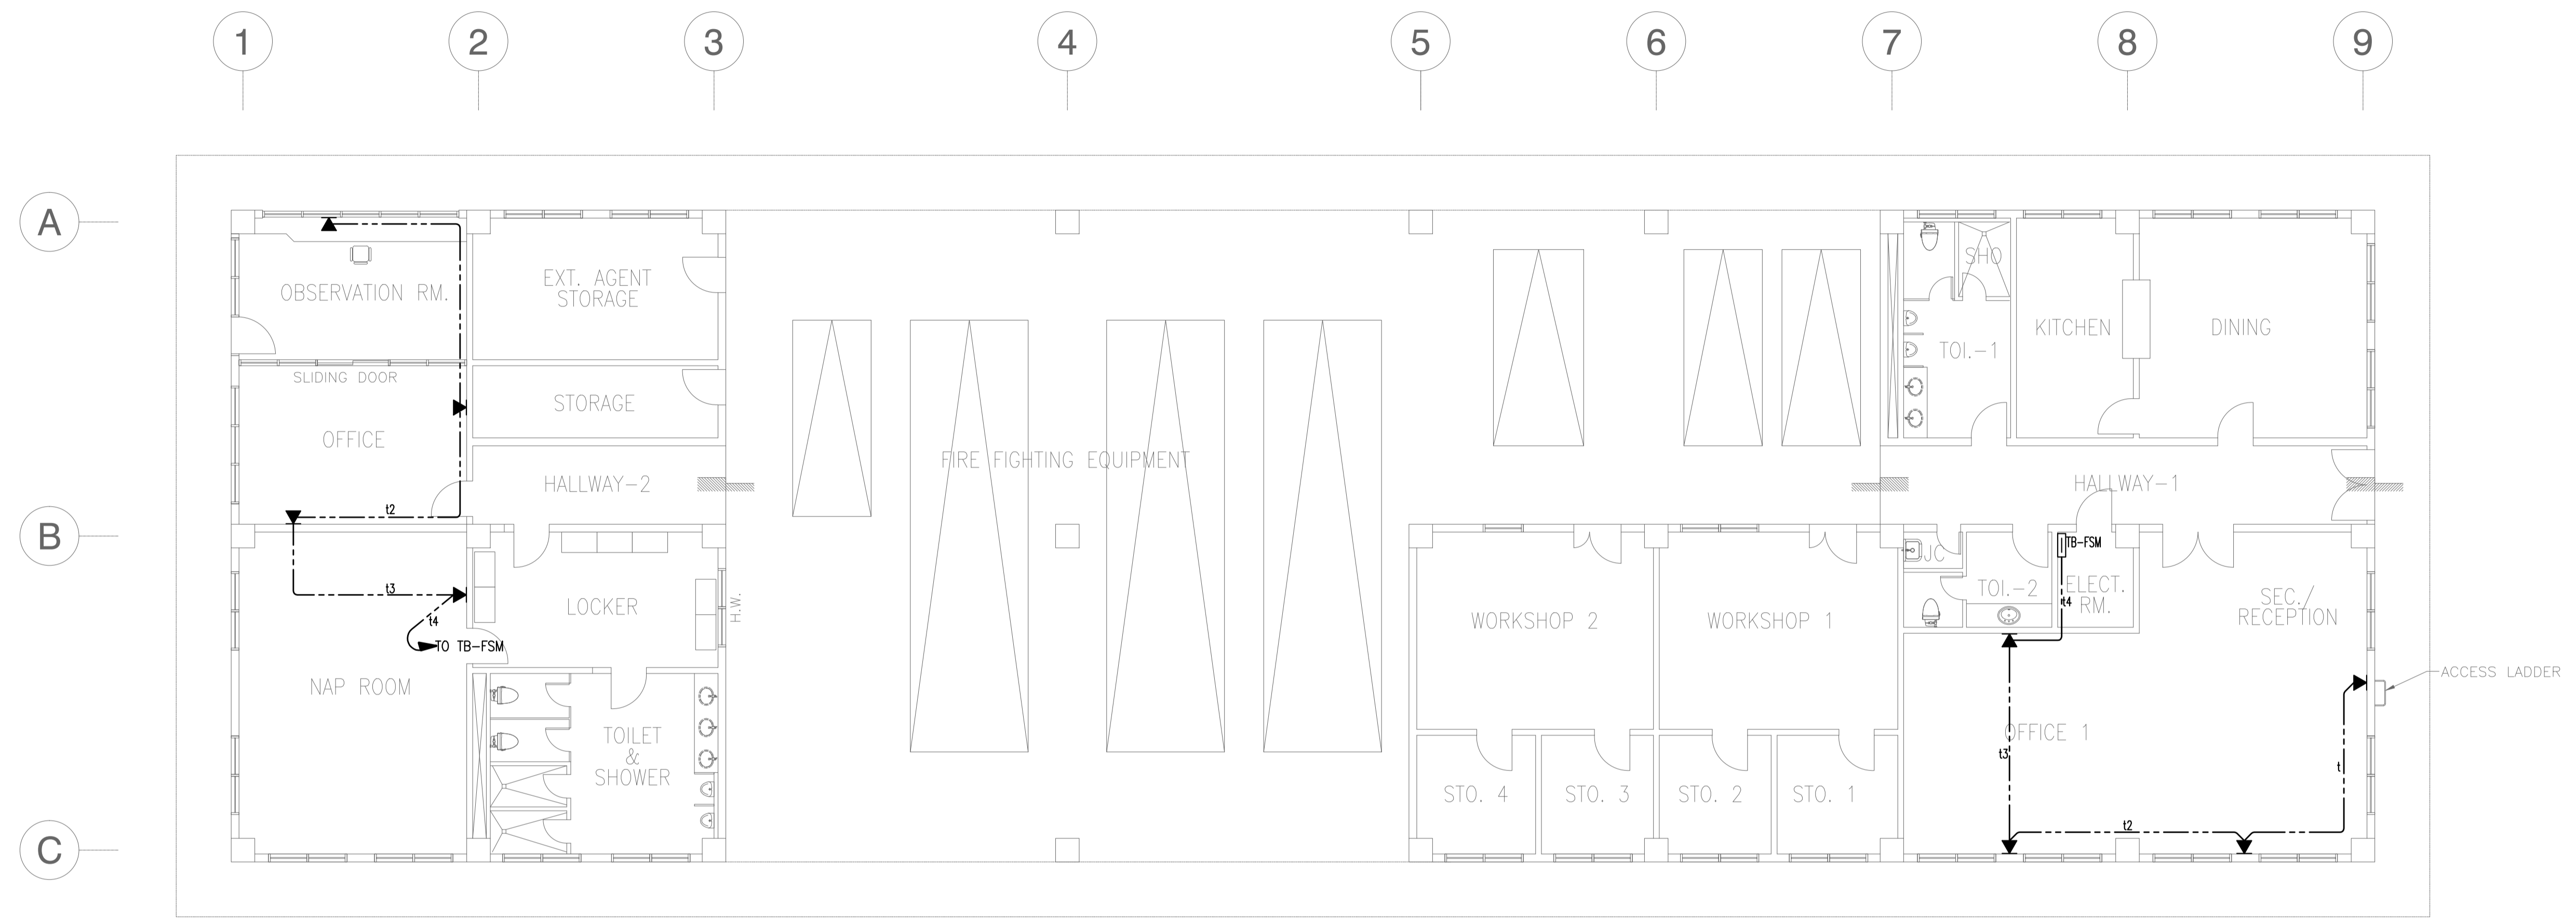 1
2
3
4
5
6
7
8
9
A
B
C
OBSERVATION RM.
EXT. AGENT
STORAGE
SHO
KITCHEN
DINING
TOI.-1
SLIDING DOOR
STORAGE
OFFICE
FIRE FIGHTING EQUIPMENT
HALLWAY-2
HALLWAY-1
t2
TB-FSM
JC
t3
LOCKER
H.W.
TOI.-2
ELECT.
RM.
t4
SEC./
RECEPTION
t4
TO TB-FSM
WORKSHOP 2
WORKSHOP 1
NAP ROOM
ACCESS LADDER
TOILET
&
SHOWER
OFFICE 1
t3
t
STO. 4
STO. 3
STO. 2
STO. 1
t2